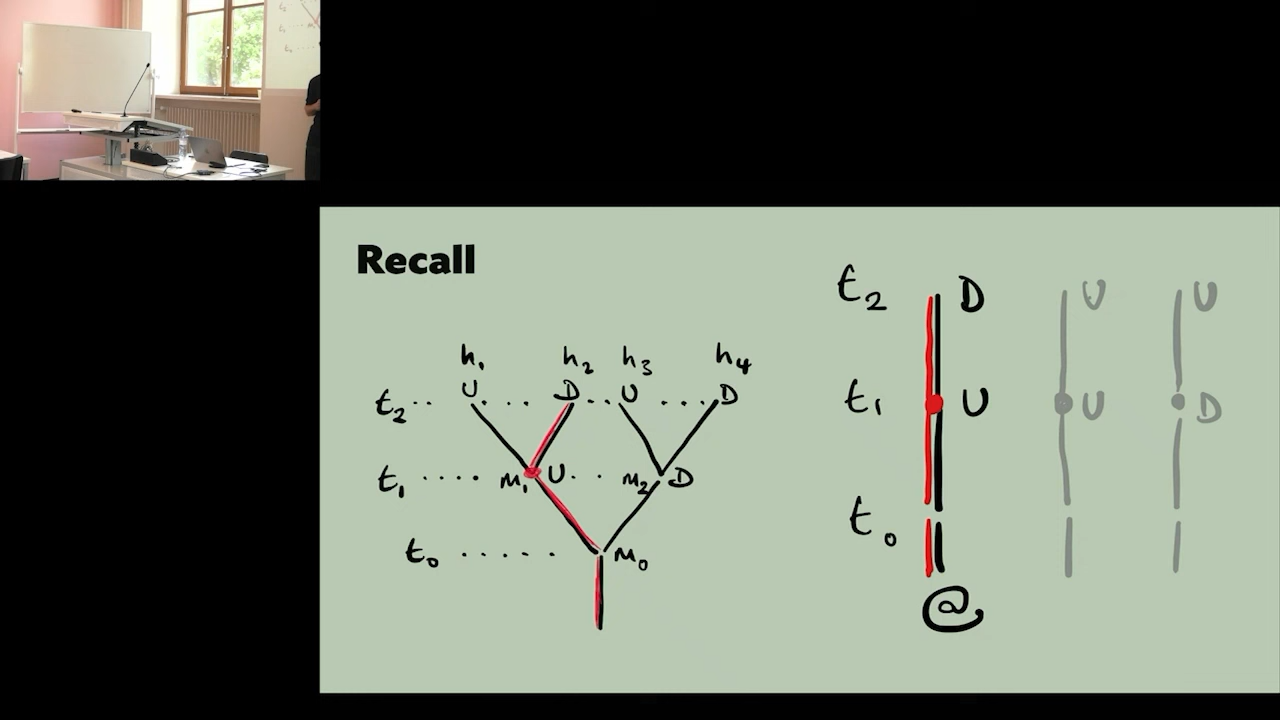 Recall
h₁ h₂ h₃ h₄
t₂ .. U .... D ... U .... D
t₁ .... m₁ U .. m₂ D
t₀ ..... m₀
t₂ D U U
t₁ U U D
t₀
@